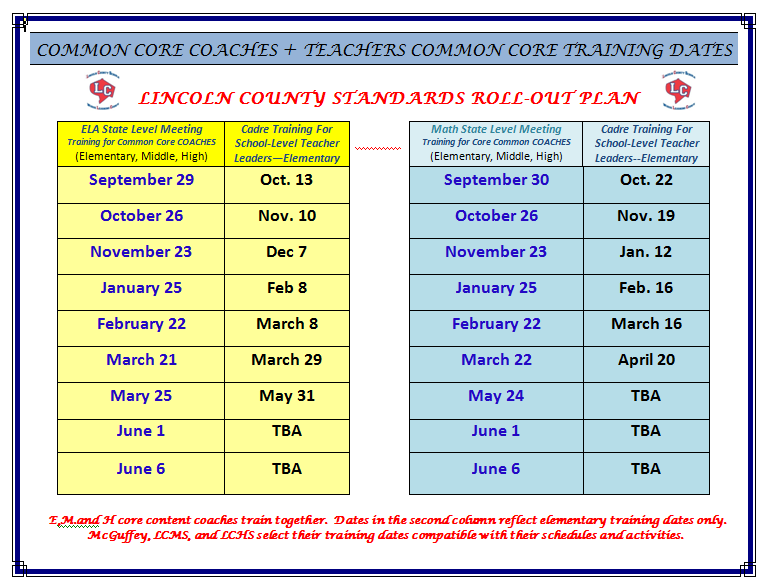 COMMON CORE COACHES + TEACHERS COMMON CORE TRAINING DATES
LINCOLN COUNTY STANDARDS ROLL-OUT PLAN
ELA State Level Meeting
Training for Common Core COACHES
(Elementary, Middle, High)
Cadre Training For
School-Level Teacher
Leaders—Elementary
September 29 Oct. 13
October 26 Nov. 10
November 23 Dec 7
January 25 Feb 8
February 22 March 8
March 21 March 29
Mary 25 May 31
June 1 TBA
June 6 TBA
Math State Level Meeting
Training for Core Common COACHES
(Elementary, Middle, High)
Cadre Training For
School-Level Teacher
Leaders--Elementary
September 30 Oct. 22
October 26 Nov. 19
November 23 Jan. 12
January 25 Feb. 16
February 22 March 16
March 22 April 20
May 24 TBA
June 1 TBA
June 6 TBA
E,M.and H core content coaches train together. Dates in the second column reflect elementary training dates only.
McGuffey, LCMS, and LCHS select their training dates compatible with their schedules and activities.
LC
LC